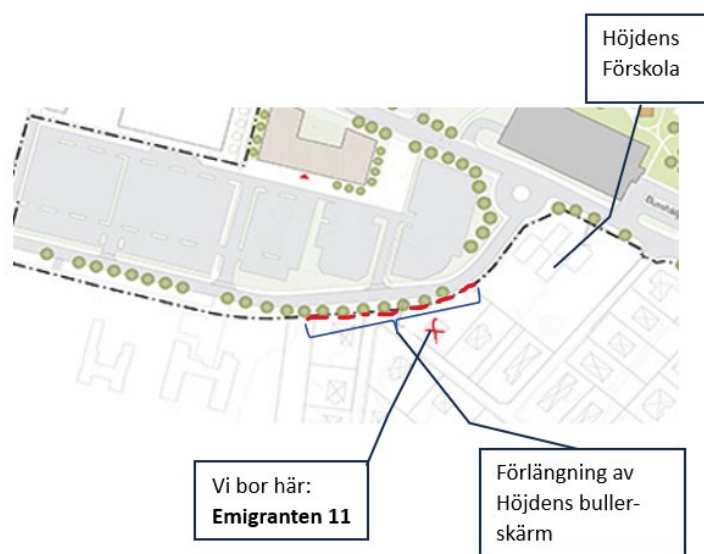 Höjdens
Förskola
Vi bor här:
Emigranten 11
Förlängning av
Höjdens buller-
skärm